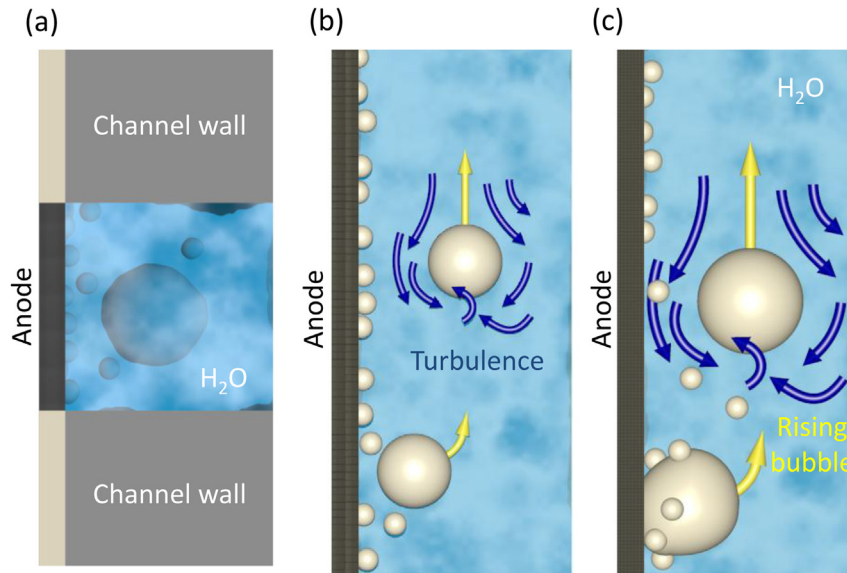 (a)
(b)
(c)
Channel wall
Anode
H₂O
Channel wall
Anode
Turbulence
Anode
H₂O
Rising
bubble